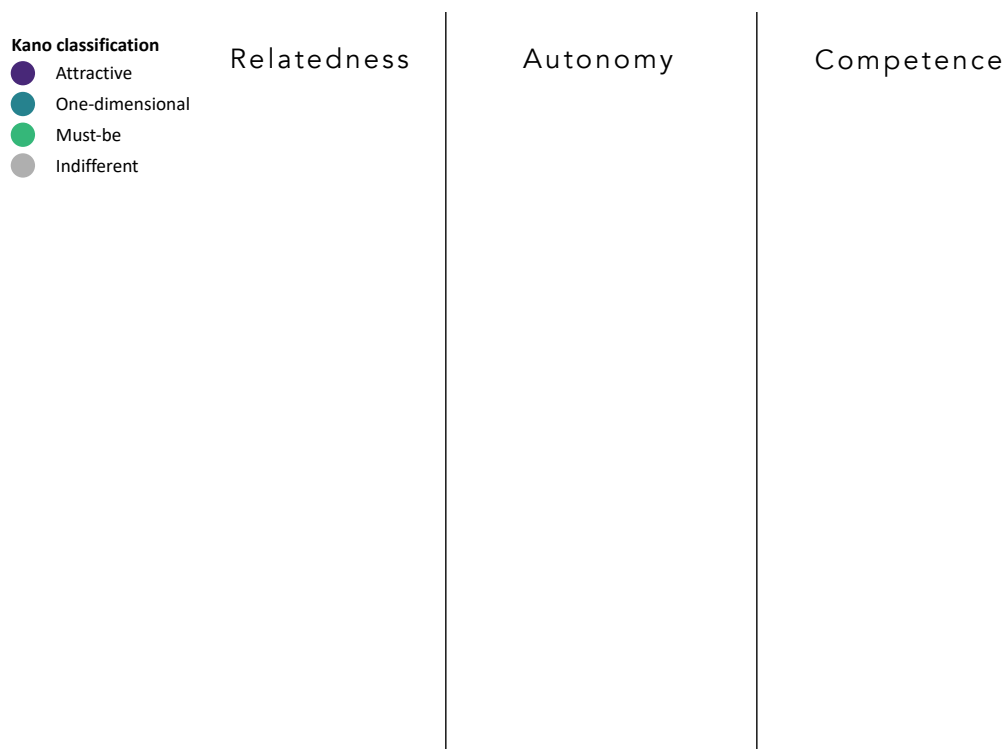 Kano classification
Attractive
One-dimensional
Must-be
Indifferent
Relatedness
Autonomy
Competence